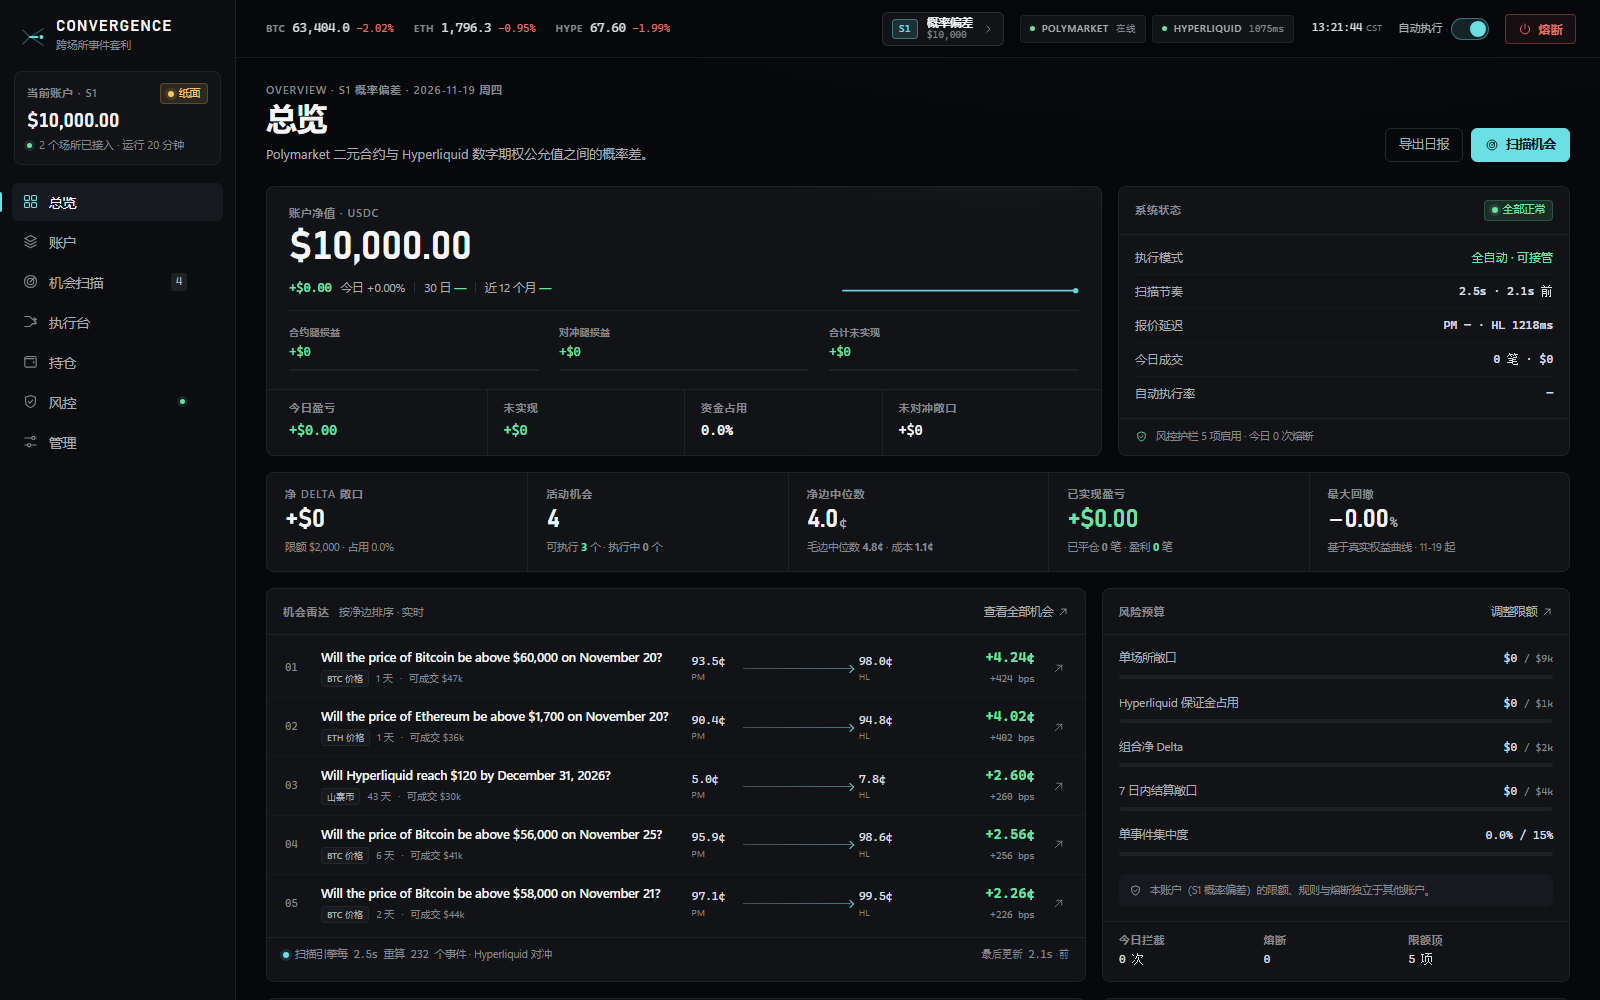 CONVERGENCE
跨场所事件套利
BTC 63,404.0 −2.02% ETH 1,796.3 −0.95% HYPE 67.60 −1.99%
S1 概率偏差 $10,000
POLYMARKET 在线
HYPERLIQUID 1075ms
13:21:44 CST
自动执行
熔断
当前账户 · S1
纸面
$10,000.00
2 个场所已接入 · 运行 20 分钟
总览
账户
机会扫描 4
执行台
持仓
风控
管理
OVERVIEW · S1 概率偏差 · 2026-11-19 周四
总览
Polymarket 二元合约与 Hyperliquid 数字期权公允值之间的概率差。
导出日报
扫描机会
账户净值 · USDC
$10,000.00
+$0.00 今日 +0.00% 30 日 — 近 12 个月 —
合约腿损益
+$0
对冲腿损益
+$0
合计未实现
+$0
今日盈亏
+$0.00
未实现
+$0
资金占用
0.0%
未对冲敞口
+$0
系统状态
全部正常
执行模式 全自动 · 可接管
扫描节奏 2.5s · 2.1s 前
报价延迟 PM — · HL 1218ms
今日成交 0 笔 · $0
自动执行率 —
风控护栏 5 项启用 · 今日 0 次熔断
净 DELTA 敞口
+$0
限额 $2,000 · 占用 0.0%
活动机会
4
可执行 3 个 · 执行中 0 个
净边中位数
4.0¢
毛边中位数 4.8¢ · 成本 1.1¢
已实现盈亏
+$0.00
已平仓 0 笔 · 盈利 0 笔
最大回撤
−0.00%
基于真实权益曲线 · 11-19 起
机会雷达 按净边排序 · 实时
查看全部机会
01 Will the price of Bitcoin be above $60,000 on November 20? 93.5¢ 98.0¢ +4.24¢
BTC 价格 1 天 · 可成交 $47k PM HL +424 bps
02 Will the price of Ethereum be above $1,700 on November 20? 90.4¢ 94.8¢ +4.02¢
ETH 价格 1 天 · 可成交 $36k PM HL +402 bps
03 Will Hyperliquid reach $120 by December 31, 2026? 5.0¢ 7.8¢ +2.60¢
山寨币 43 天 · 可成交 $30k PM HL +260 bps
04 Will the price of Bitcoin be above $56,000 on November 25? 95.9¢ 98.6¢ +2.56¢
BTC 价格 6 天 · 可成交 $41k PM HL +256 bps
05 Will the price of Bitcoin be above $58,000 on November 21? 97.1¢ 99.5¢ +2.26¢
BTC 价格 2 天 · 可成交 $44k PM HL +226 bps
扫描引擎每 2.5s 重算 232 个事件 · Hyperliquid 对冲
最后更新 2.1s 前
风险预算
调整限额
单场所敞口 $0 / $9k
Hyperliquid 保证金占用 $0 / $1k
组合净 Delta $0 / $2k
7 日内结算敞口 $0 / $4k
单事件集中度 0.0% / 15%
本账户（S1 概率偏差）的限额、规则与熔断独立于其他账户。
今日拦截
0 次
熔断
0
限额项
5 项